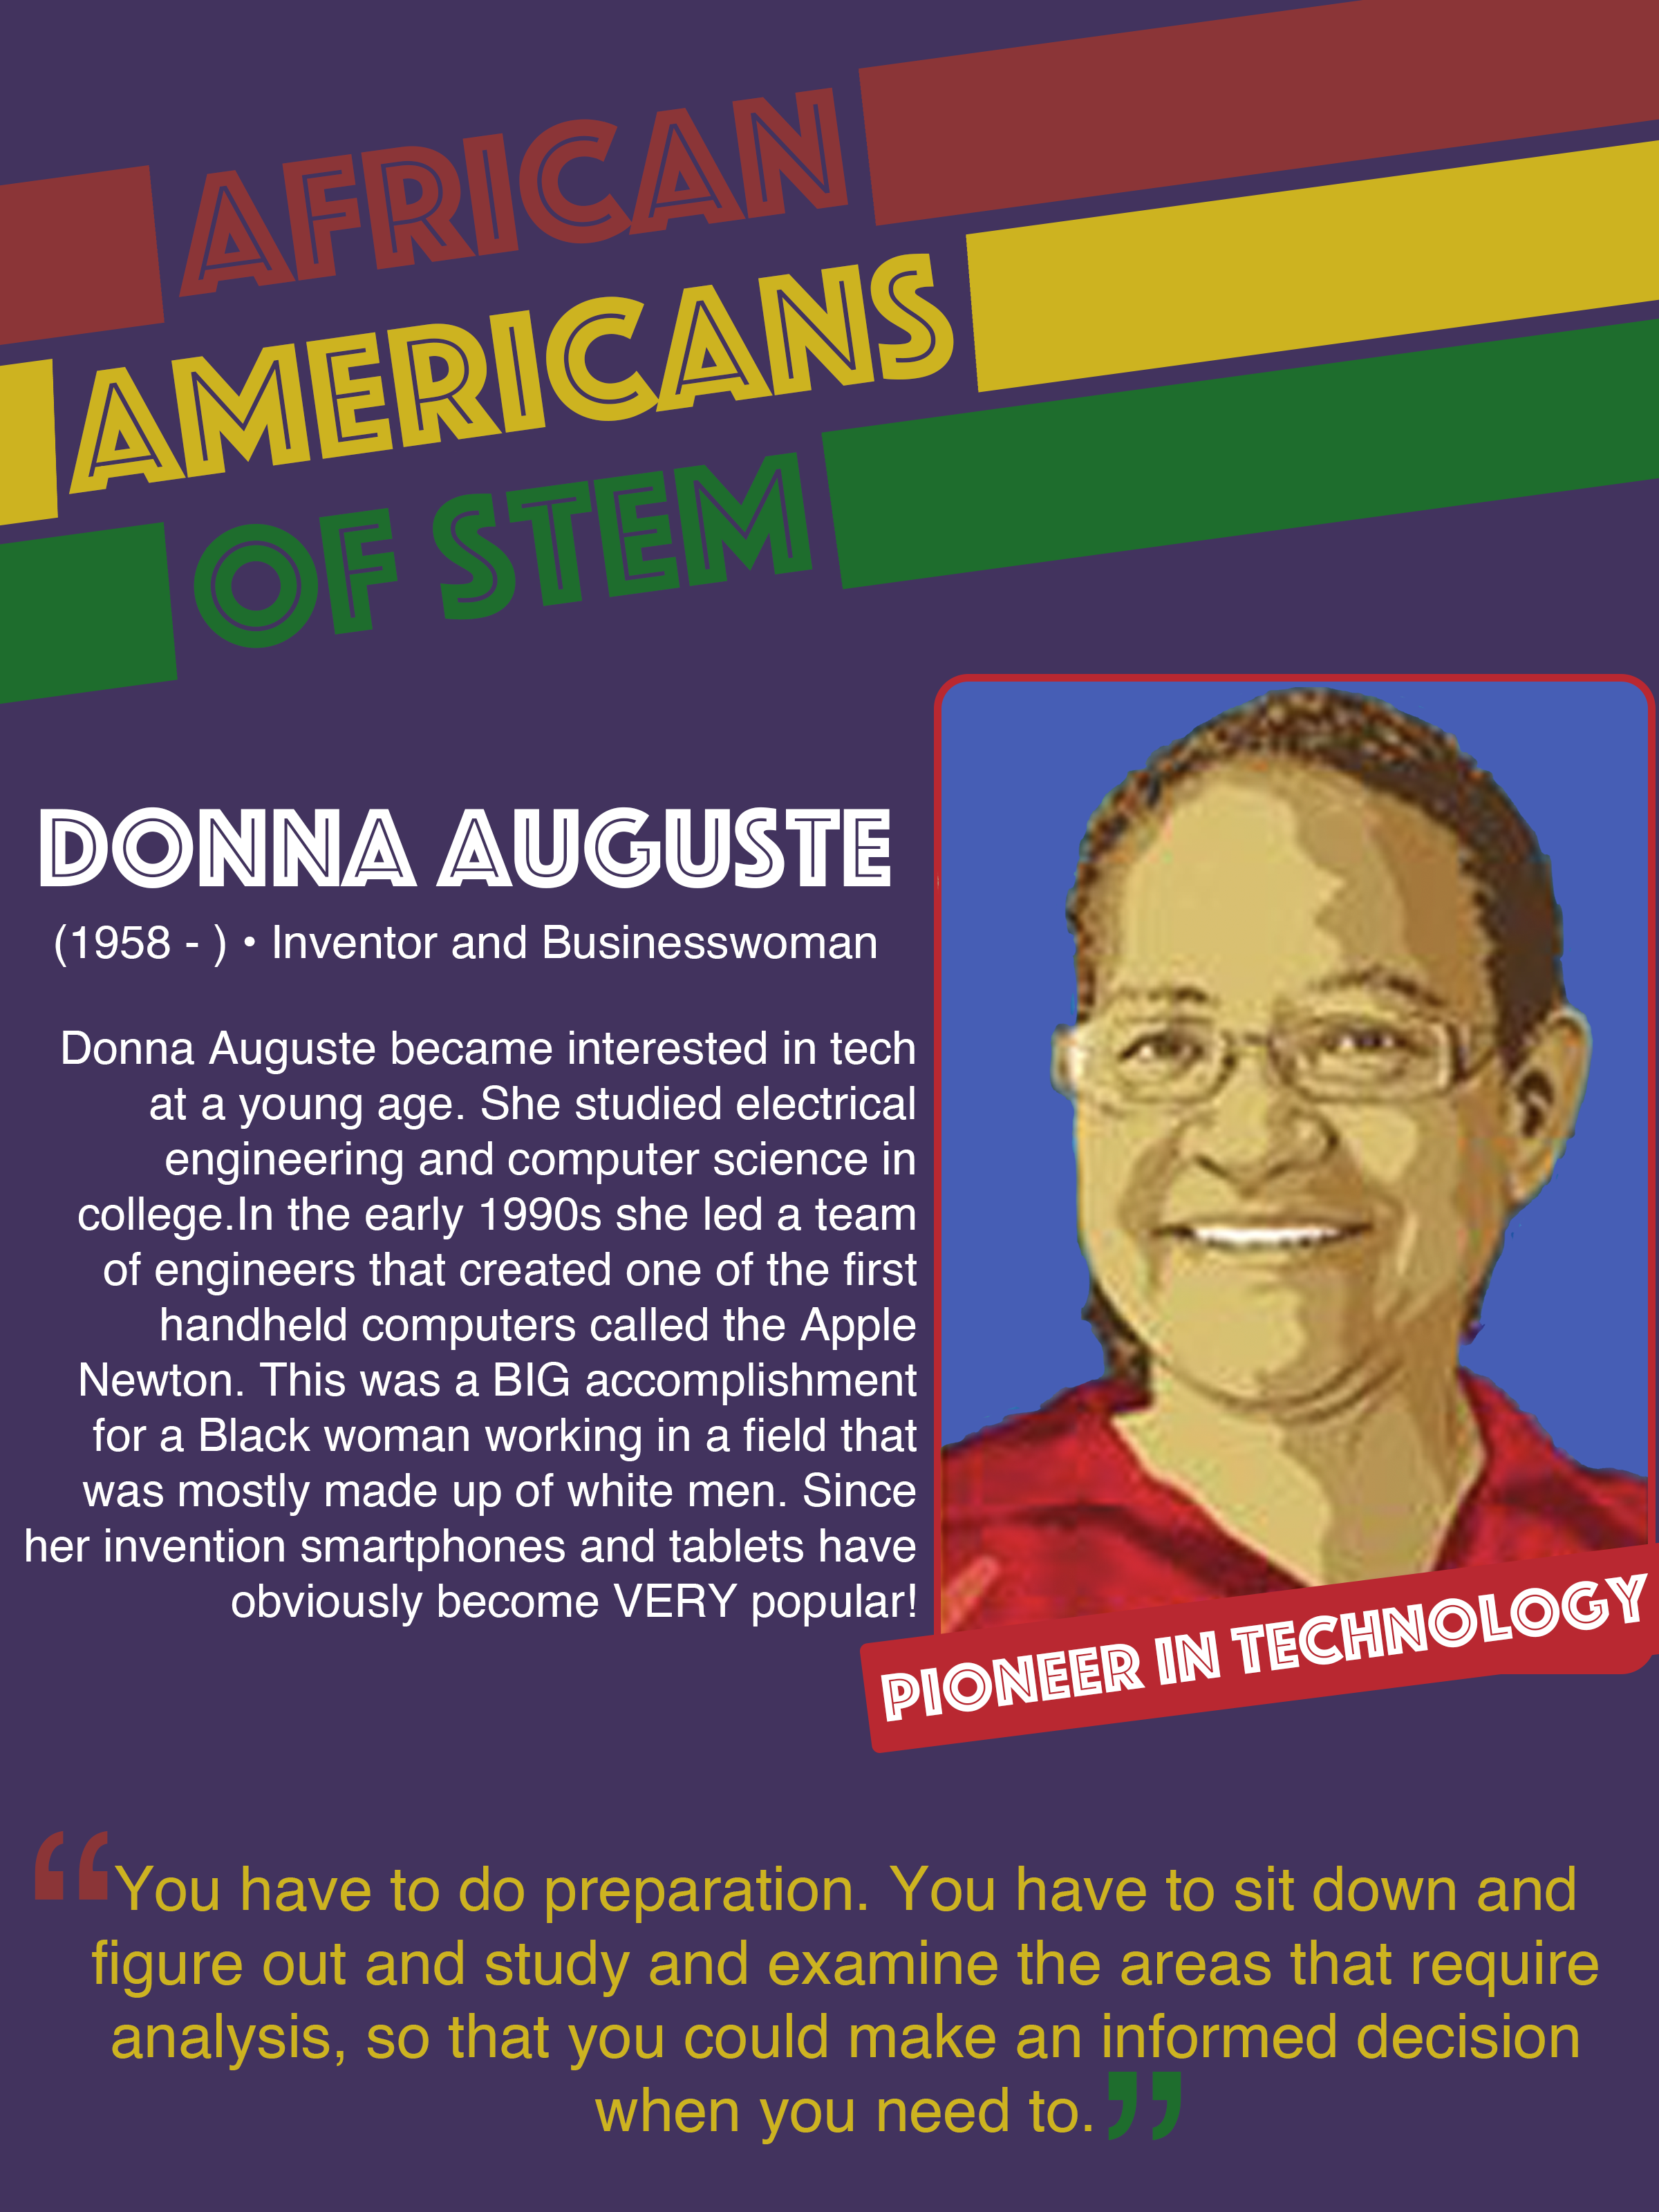 AFRICAN
AMERICANS
OF STEM
DONNA AUGUSTE
(1958 - ) • Inventor and Businesswoman
Donna Auguste became interested in tech
at a young age. She studied electrical
engineering and computer science in
college.In the early 1990s she led a team
of engineers that created one of the first
handheld computers called the Apple
Newton. This was a BIG accomplishment
for a Black woman working in a field that
was mostly made up of white men. Since
her invention smartphones and tablets have
obviously become VERY popular!
PIONEER IN TECHNOLOGY
“You have to do preparation. You have to sit down and
figure out and study and examine the areas that require
analysis, so that you could make an informed decision
when you need to.”